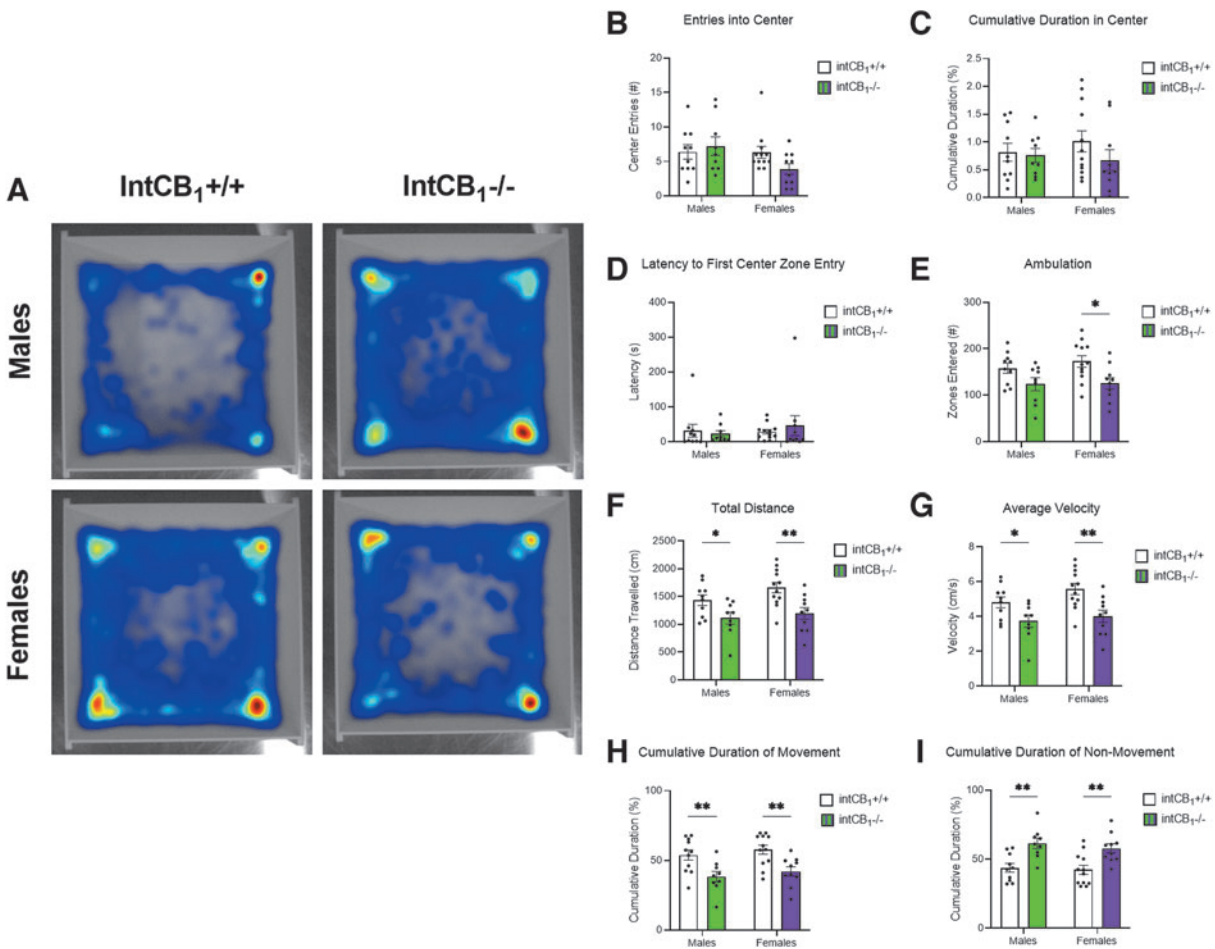 A
IntCB₁+/+
IntCB₁-/-
Males
Females
B
Entries into Center
Center Entries (#)
20
15
10
5
0
Males
Females
intCB₁+/+
intCB₁-/-
C
Cumulative Duration in Center
Cumulative Duration (%)
2.5
2.0
1.5
1.0
0.5
0.0
Males
Females
intCB₁+/+
intCB₁-/-
D
Latency to First Center Zone Entry
Latency (s)
400
300
200
100
0
Males
Females
intCB₁+/+
intCB₁-/-
E
Ambulation
Zones Entered (#)
300
200
100
0
*
Males
Females
intCB₁+/+
intCB₁-/-
F
Total Distance
Distance Travelled (cm)
2500
2000
1500
1000
500
0
*
**
Males
Females
intCB₁+/+
intCB₁-/-
G
Average Velocity
Velocity (cm/s)
8
6
4
2
0
*
**
Males
Females
intCB₁+/+
intCB₁-/-
H
Cumulative Duration of Movement
Cumulative Duration (%)
100
50
0
**
**
Males
Females
intCB₁+/+
intCB₁-/-
I
Cumulative Duration of Non-Movement
Cumulative Duration (%)
100
50
0
**
**
Males
Females
intCB₁+/+
intCB₁-/-